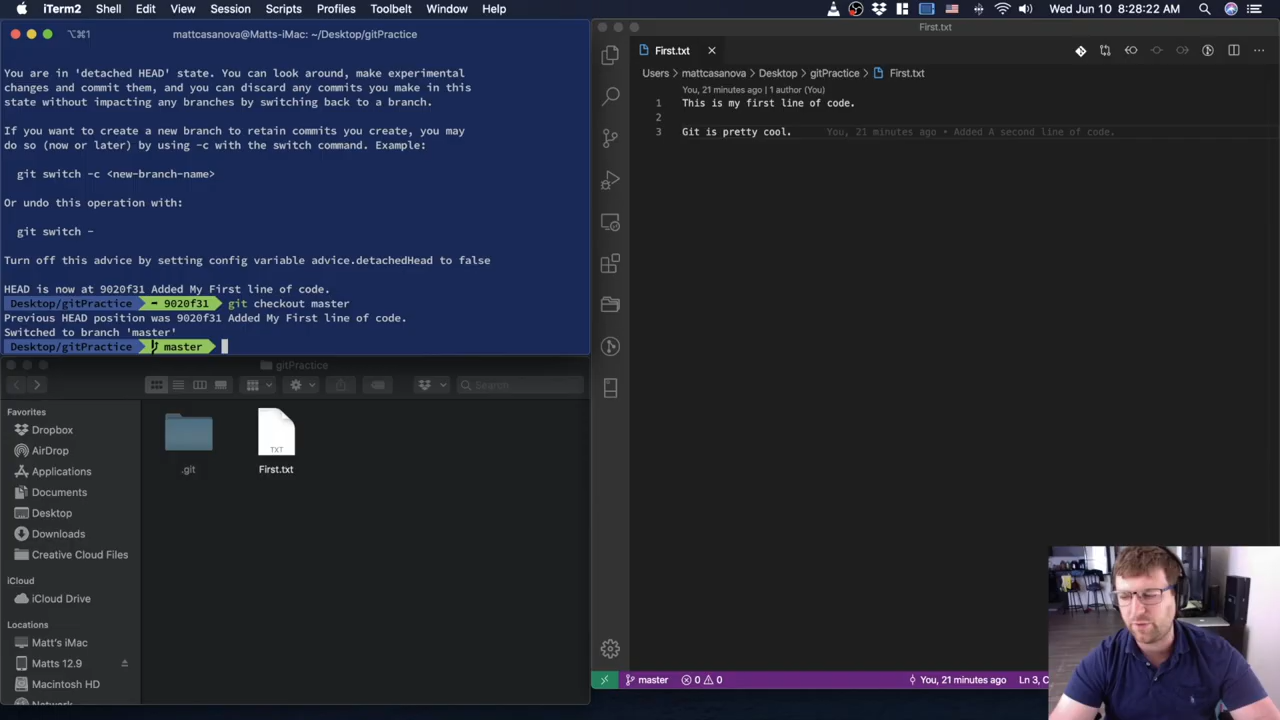 iTerm2 Shell Edit View Session Scripts Profiles Toolbelt Window Help Wed Jun 10 8:28:22 AM
⌥⌘1 mattcasanova@Matts-iMac: ~/Desktop/gitPractice
You are in 'detached HEAD' state. You can look around, make experimental
changes and commit them, and you can discard any commits you make in this
state without impacting any branches by switching back to a branch.
If you want to create a new branch to retain commits you create, you may
do so (now or later) by using -c with the switch command. Example:
git switch -c <new-branch-name>
Or undo this operation with:
git switch -
Turn off this advice by setting config variable advice.detachedHead to false
HEAD is now at 9020f31 Added My First line of code.
Desktop/gitPractice ➦ 9020f31 git checkout master
Previous HEAD position was 9020f31 Added My First line of code.
Switched to branch 'master'
Desktop/gitPractice master
gitPractice
Search
Favorites
Dropbox
AirDrop
Applications
Documents
Desktop
Downloads
Creative Cloud Files
iCloud
iCloud Drive
Locations
Matt's iMac
Matts 12.9
Macintosh HD
Network
.git
TXT
First.txt
First.txt
First.txt
Users > mattcasanova > Desktop > gitPractice > First.txt
You, 21 minutes ago | 1 author (You)
1 This is my first line of code.
2
3 Git is pretty cool. You, 21 minutes ago • Added A second line of code.
master 0 0 You, 21 minutes ago Ln 3, C